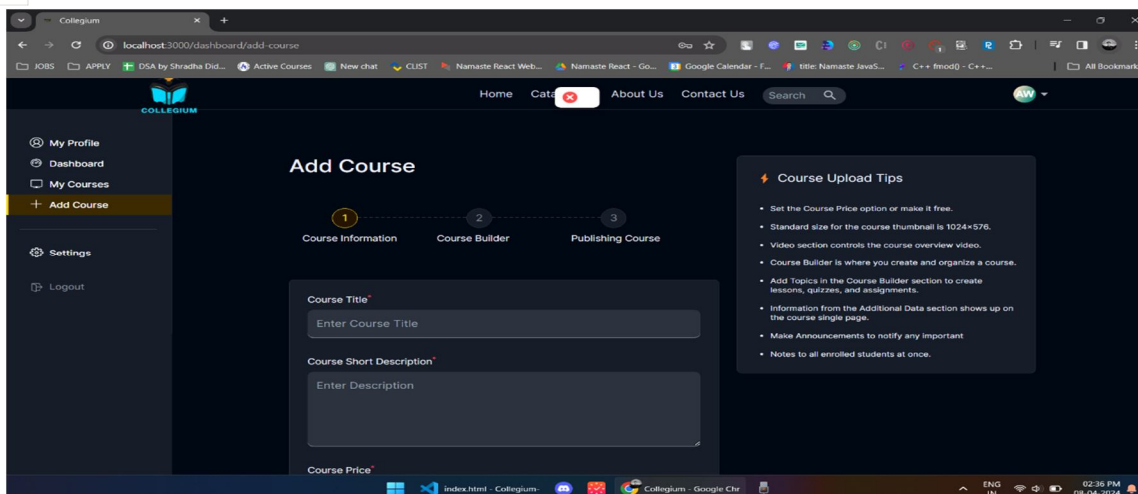 Collegium
localhost:3000/dashboard/add-course
JOBS APPLY DSA by Shradha Did... Active Courses New chat CLIST Namaste React Web... Namaste React - Go... Google Calendar - F... title: Namaste JavaS... C++ fmod() - C++... All Bookmark
COLLEGIUM
Home Cata About Us Contact Us Search AW
My Profile
Dashboard
My Courses
Add Course
Settings
Logout
Add Course
1 2 3
Course Information Course Builder Publishing Course
Course Title*
Enter Course Title
Course Short Description*
Enter Description
Course Price*
Course Upload Tips
• Set the Course Price option or make it free.
• Standard size for the course thumbnail is 1024×576.
• Video section controls the course overview video.
• Course Builder is where you create and organize a course.
• Add Topics in the Course Builder section to create
lessons, quizzes, and assignments.
• Information from the Additional Data section shows up on
the course single page.
• Make Announcements to notify any important
• Notes to all enrolled students at once.
index.html - Collegium- Collegium - Google Chr
ENG
IN
02:36 PM
08-04-2024